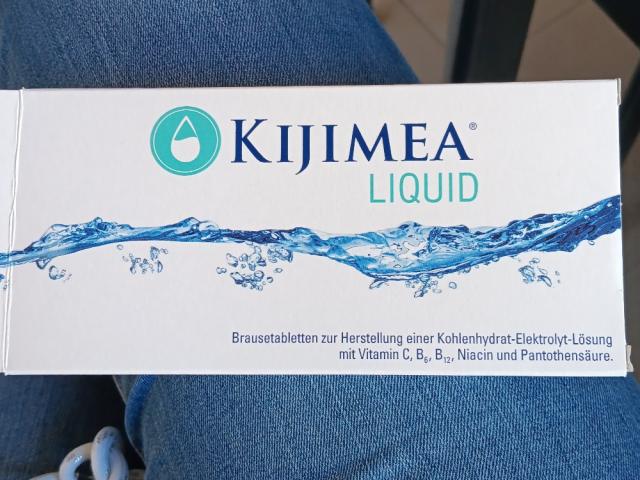 KIJIMEA®
LIQUID
Brausetabletten zur Herstellung einer Kohlenhydrat-Elektrolyt-Lösung
mit Vitamin C, B₆, B₁₂, Niacin und Pantothensäure.